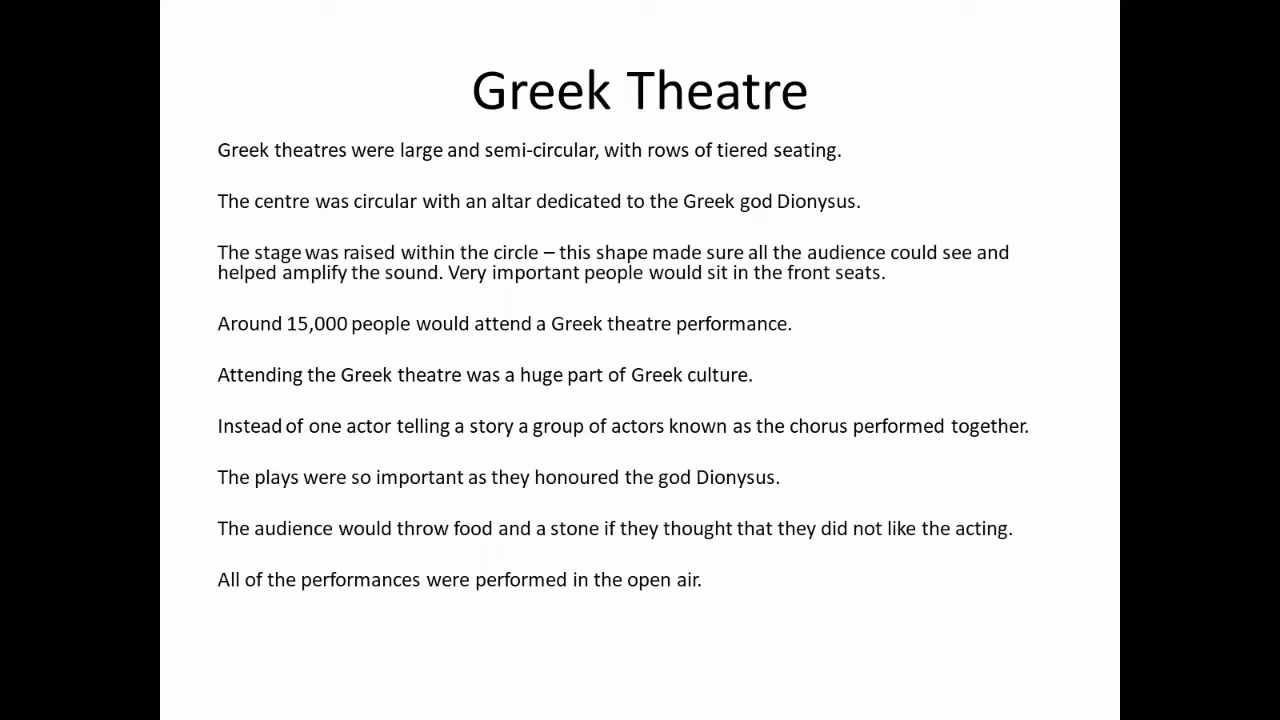 Greek Theatre
Greek theatres were large and semi-circular, with rows of tiered seating.
The centre was circular with an altar dedicated to the Greek god Dionysus.
The stage was raised within the circle – this shape made sure all the audience could see and
helped amplify the sound. Very important people would sit in the front seats.
Around 15,000 people would attend a Greek theatre performance.
Attending the Greek theatre was a huge part of Greek culture.
Instead of one actor telling a story a group of actors known as the chorus performed together.
The plays were so important as they honoured the god Dionysus.
The audience would throw food and a stone if they thought that they did not like the acting.
All of the performances were performed in the open air.